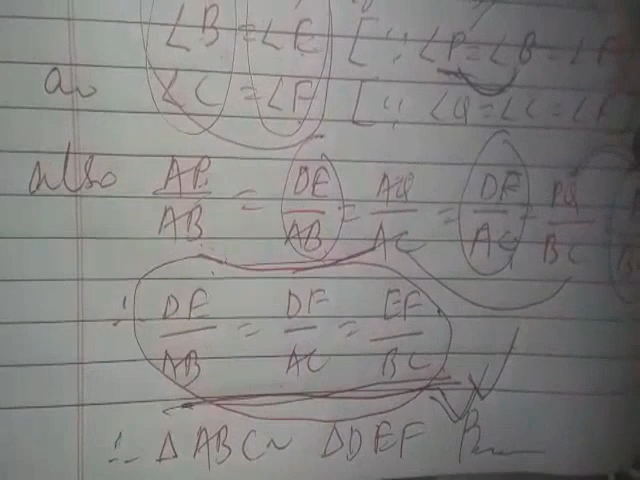 ∠B = ∠E [∵ ∠P = ∠B = ∠
∠C = ∠F [∵ ∠Q = ∠C = ∠F
also AP/AB = DE/AB = AQ/AC = DF/AC = PQ/BC
∴ DE/AB = DF/AC = EF/BC
∴ △ABC ~ △DEF